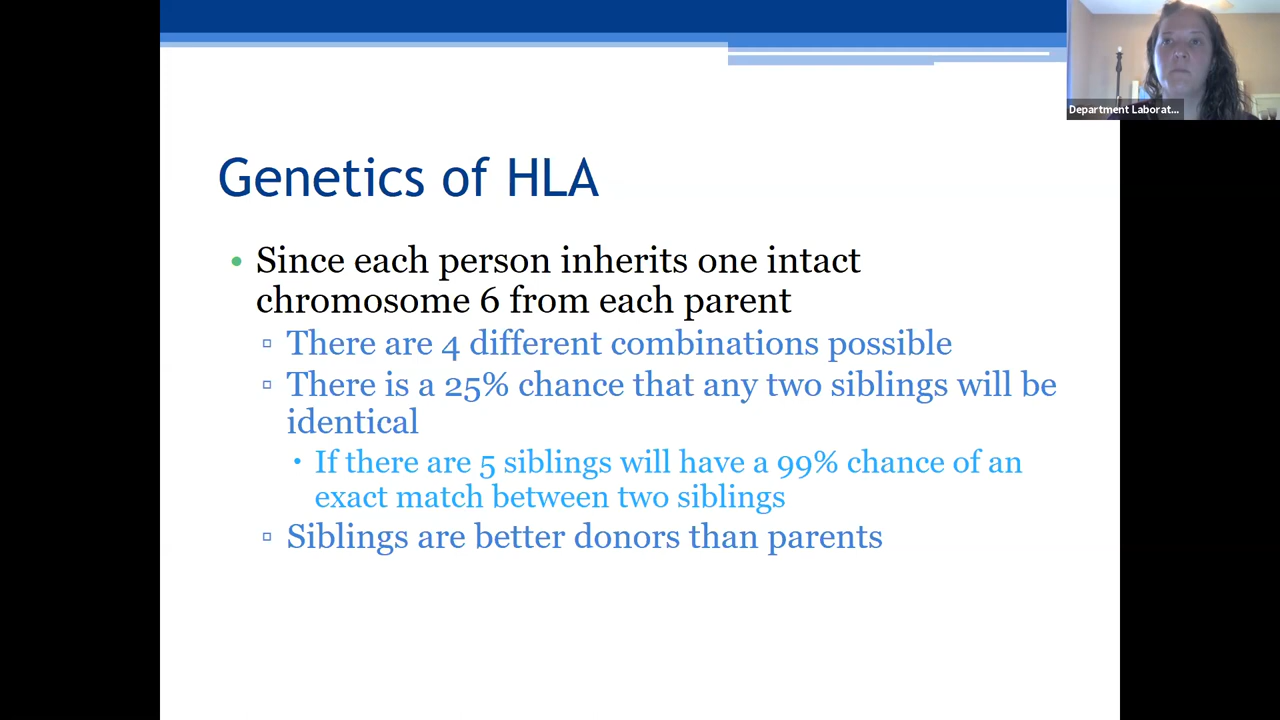 Department Laborat...
Genetics of HLA
• Since each person inherits one intact
chromosome 6 from each parent
▫ There are 4 different combinations possible
▫ There is a 25% chance that any two siblings will be
identical
• If there are 5 siblings will have a 99% chance of an
exact match between two siblings
▫ Siblings are better donors than parents